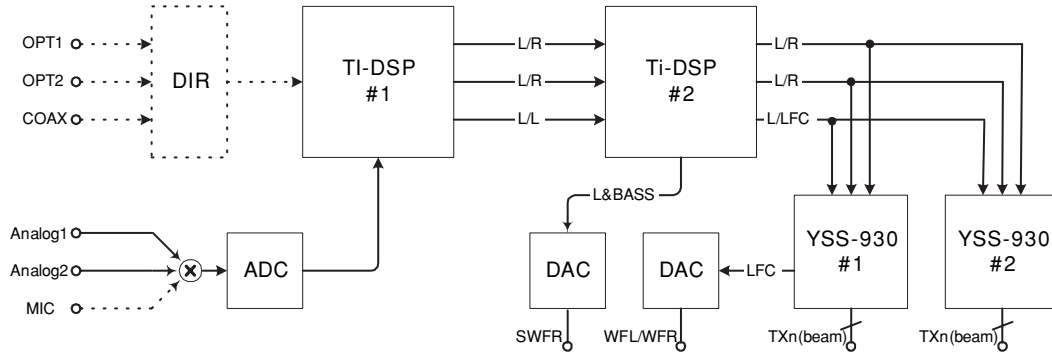 OPT1
OPT2
COAX
DIR
TI-DSP
#1
L/R
L/R
L/L
Ti-DSP
#2
L/R
L/R
L/LFC
L&BASS
Analog1
Analog2
MIC
ADC
DAC
DAC
LFC
YSS-930
#1
YSS-930
#2
SWFR
WFL/WFR
TXn(beam)
TXn(beam)